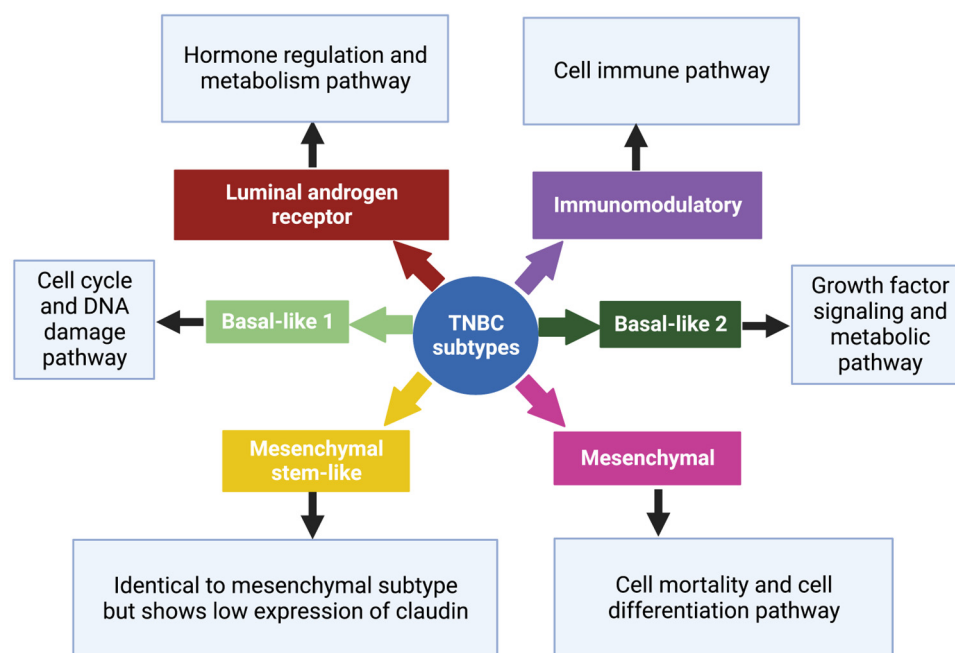 Hormone regulation and
metabolism pathway
Cell immune pathway
Luminal androgen
receptor
Immunomodulatory
Cell cycle
and DNA
damage
pathway
Basal-like 1
TNBC
subtypes
Basal-like 2
Growth factor
signaling and
metabolic
pathway
Mesenchymal
stem-like
Mesenchymal
Identical to mesenchymal subtype
but shows low expression of claudin
Cell mortality and cell
differentiation pathway